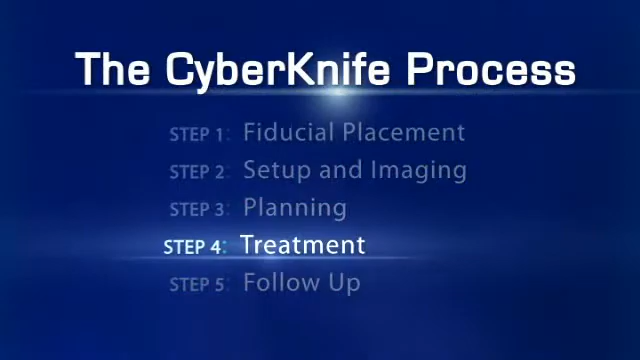 The CyberKnife Process
STEP 1: Fiducial Placement
STEP 2: Setup and Imaging
STEP 3: Planning
STEP 4: Treatment
STEP 5: Follow Up